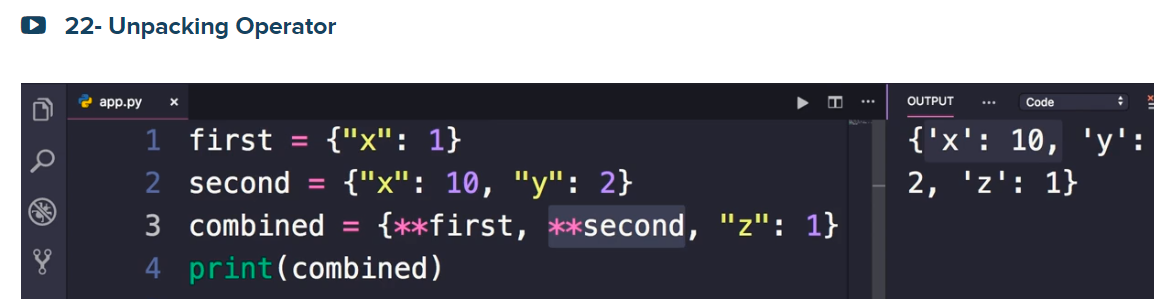 22- Unpacking Operator
app.py
OUTPUT
Code
1 first = {"x": 1}
2 second = {"x": 10, "y": 2}
3 combined = {**first, **second, "z": 1}
4 print(combined)
{'x': 10, 'y':
2, 'z': 1}